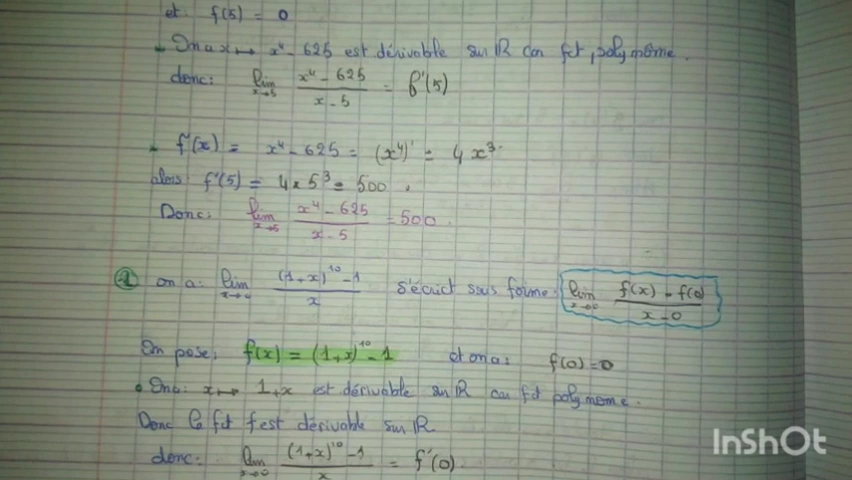 et f(5) = 0
- On a x ↦ x⁴ - 625 est dérivable sur ℝ car fct, polynôme.
donc: lim x→5 (x⁴ - 625)/(x - 5) = f'(5)
- f'(x) = x⁴ - 625 = (x⁴)' = 4x³.
alors f'(5) = 4 × 5³ = 500.
Donc: lim x→5 (x⁴ - 625)/(x - 5) = 500.
on a: lim x→0 ((1+x)¹⁰ - 1)/x s'écrit sous forme: lim x→0 (f(x) - f(0))/(x - 0)
On pose: f(x) = (1+x)¹⁰ - 1 et on a: f(0) = 0
• On a: x ↦ 1+x est dérivable sur ℝ car fct polynome.
Donc la fct f est dérivable sur ℝ
donc: lim x→0 ((1+x)¹⁰ - 1)/x = f'(0)
InShOt